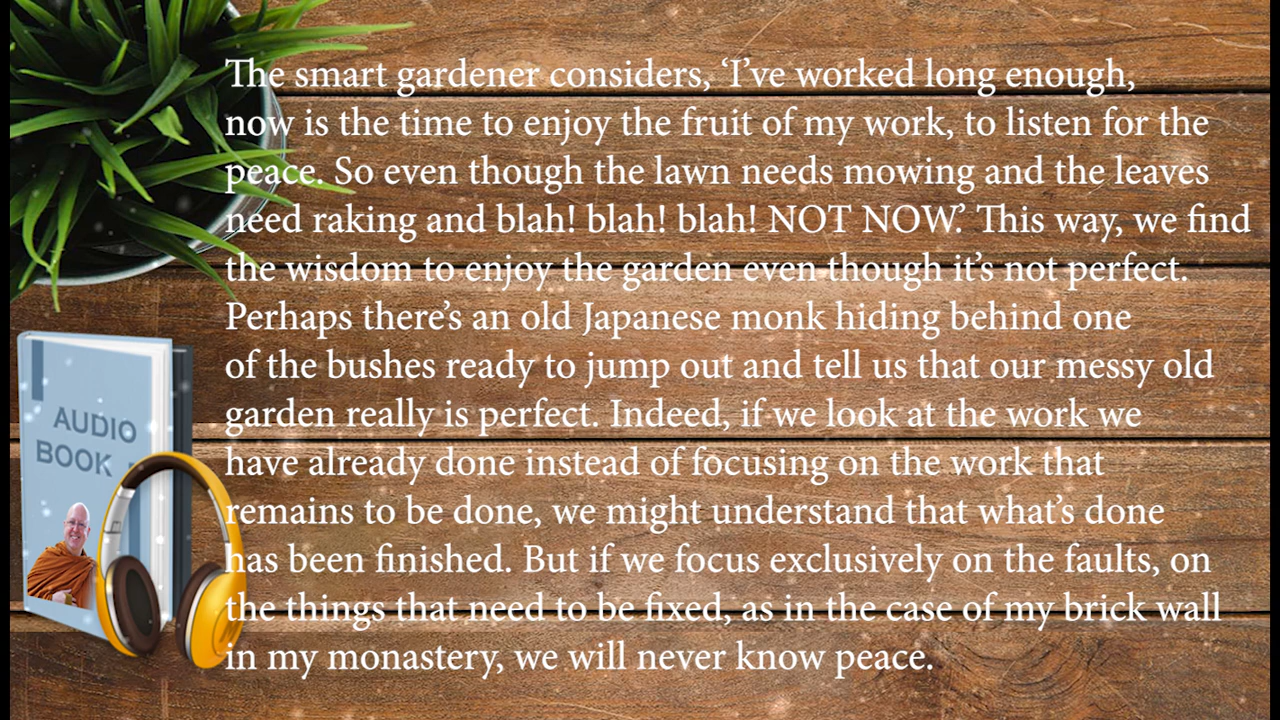 The smart gardener considers, ‘I’ve worked long enough,
now is the time to enjoy the fruit of my work, to listen for the
peace. So even though the lawn needs mowing and the leaves
need raking and blah! blah! blah! NOT NOW.’ This way, we find
the wisdom to enjoy the garden even though it’s not perfect.
Perhaps there’s an old Japanese monk hiding behind one
of the bushes ready to jump out and tell us that our messy old
garden really is perfect. Indeed, if we look at the work we
have already done instead of focusing on the work that
remains to be done, we might understand that what’s done
has been finished. But if we focus exclusively on the faults, on
the things that need to be fixed, as in the case of my brick wall
in my monastery, we will never know peace.
AUDIO
BOOK